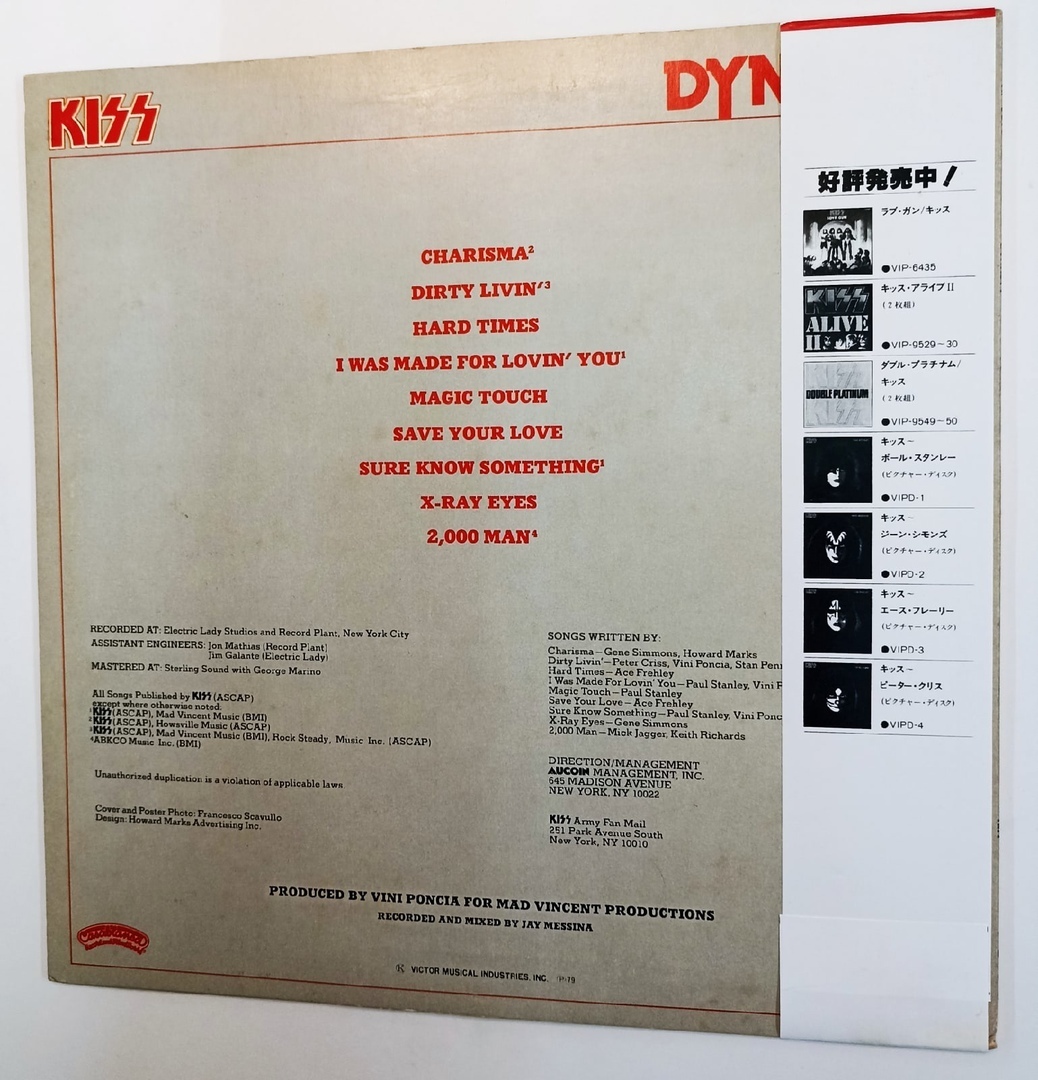 KISS
DYN
CHARISMA²
DIRTY LIVIN'³
HARD TIMES
I WAS MADE FOR LOVIN' YOU¹
MAGIC TOUCH
SAVE YOUR LOVE
SURE KNOW SOMETHING¹
X-RAY EYES
2,000 MAN⁴
RECORDED AT: Electric Lady Studios and Record Plant, New York City
ASSISTANT ENGINEERS: Jon Mathias (Record Plant)
Jim Galante (Electric Lady)
MASTERED AT: Sterling Sound with George Marino
All Songs Published by KISS (ASCAP)
except where otherwise noted:
¹KISS (ASCAP), Mad Vincent Music (BMI)
²KISS (ASCAP), Howsville Music (ASCAP)
³KISS (ASCAP), Mad Vincent Music (BMI), Rock Steady, Music Inc. (ASCAP)
⁴ABKCO Music Inc. (BMI)
Unauthorized duplication is a violation of applicable laws
Cover and Poster Photo: Francesco Scavullo
Design: Howard Marks Advertising Inc.
SONGS WRITTEN BY:
Charisma—Gene Simmons, Howard Marks
Dirty Livin'—Peter Criss, Vini Poncia, Stan Penr
Hard Times—Ace Frehley
I Was Made For Lovin' You—Paul Stanley, Vini P
Magic Touch—Paul Stanley
Save Your Love—Ace Frehley
Sure Know Something—Paul Stanley, Vini Ponc
X-Ray Eyes—Gene Simmons
2,000 Man—Mick Jagger, Keith Richards
DIRECTION/MANAGEMENT
AUCOIN MANAGEMENT, INC.
645 MADISON AVENUE
NEW YORK, NY 10022
KISS Army Fan Mail
251 Park Avenue South
New York, NY 10010
PRODUCED BY VINI PONCIA FOR MAD VINCENT PRODUCTIONS
RECORDED AND MIXED BY JAY MESSINA
Casablanca
VICTOR MUSICAL INDUSTRIES, INC.
好評発売中!
ラブ・ガン/キッス
●VIP-6435
キッス・アライブII
(2枚組)
●VIP-9529~30
KISS
ALIVE
II
ダブル・プラチナム/
キッス
(2枚組)
●VIP-9549~50
DOUBLE PLATINUM
キッス~
ポール・スタンレー
(ピクチャー・ディスク)
●VIPD-1
キッス~
ジーン・シモンズ
(ピクチャー・ディスク)
●VIPD-2
キッス~
エース・フレーリー
(ピクチャー・ディスク)
●VIPD-3
キッス~
ピーター・クリス
(ピクチャー・ディスク)
●VIPD-4